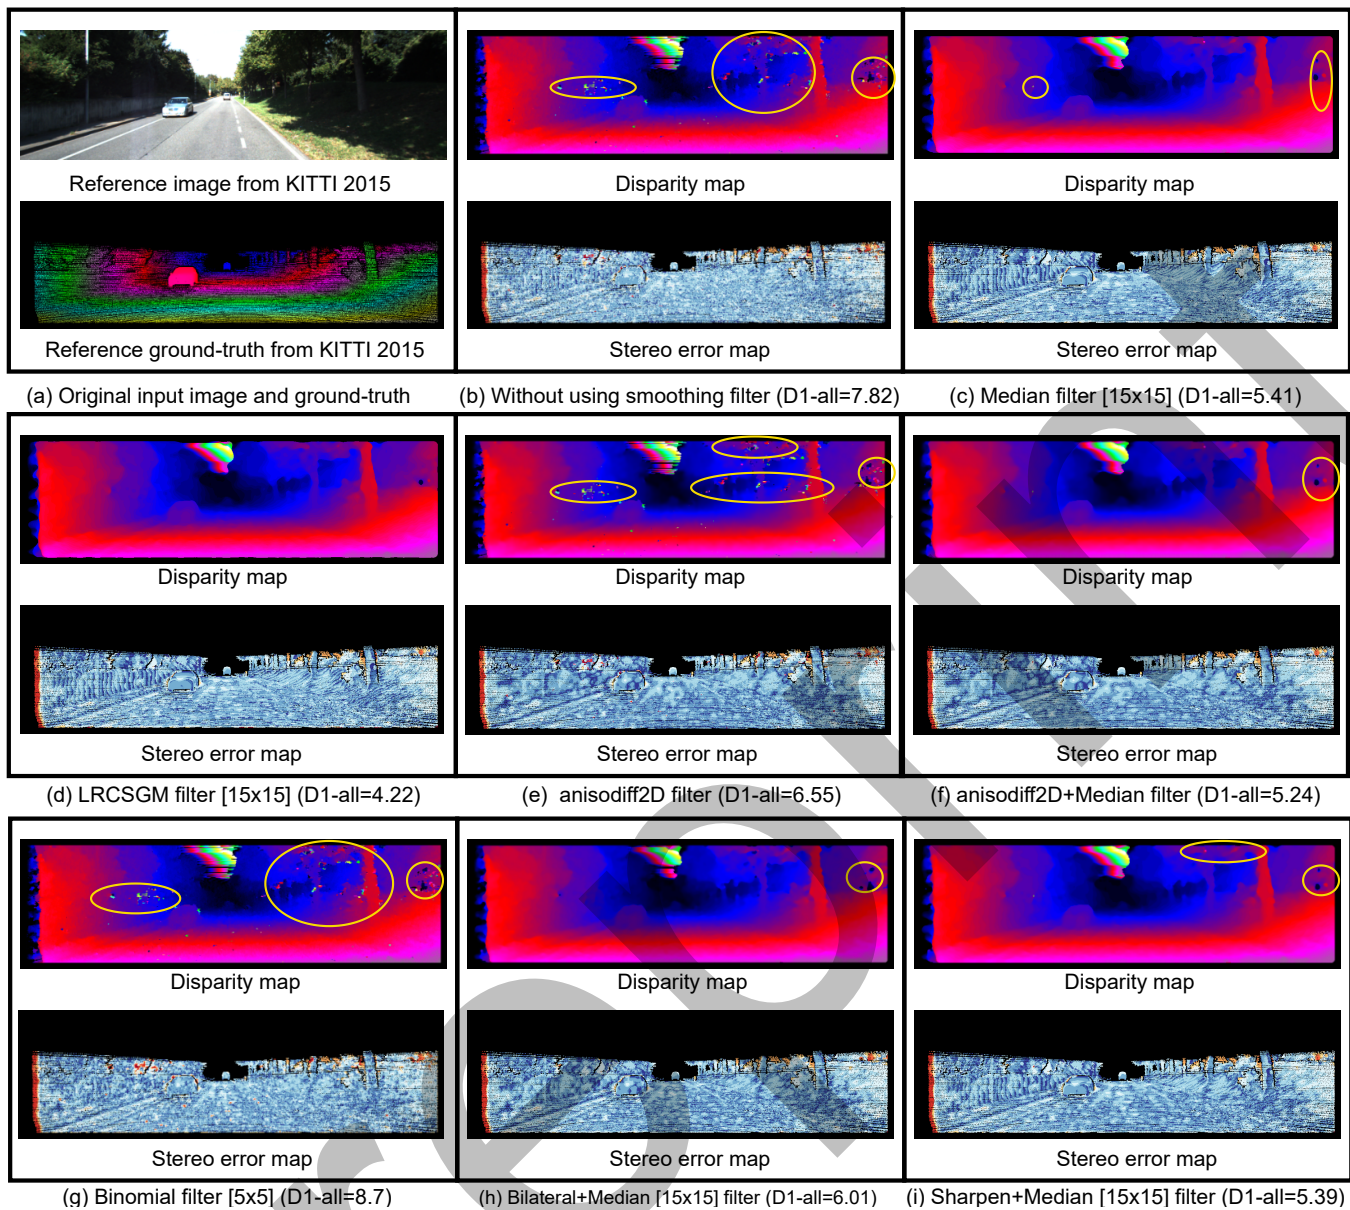 Reference image from KITTI 2015
Reference ground-truth from KITTI 2015
(a) Original input image and ground-truth
Disparity map
Stereo error map
(b) Without using smoothing filter (D1-all=7.82)
Disparity map
Stereo error map
(c) Median filter [15x15] (D1-all=5.41)
Disparity map
Stereo error map
(d) LRCSGM filter [15x15] (D1-all=4.22)
Disparity map
Stereo error map
(e) anisodiff2D filter (D1-all=6.55)
Disparity map
Stereo error map
(f) anisodiff2D+Median filter (D1-all=5.24)
Disparity map
Stereo error map
(g) Binomial filter [5x5] (D1-all=8.7)
Disparity map
Stereo error map
(h) Bilateral+Median [15x15] filter (D1-all=6.01)
Disparity map
Stereo error map
(i) Sharpen+Median [15x15] filter (D1-all=5.39)